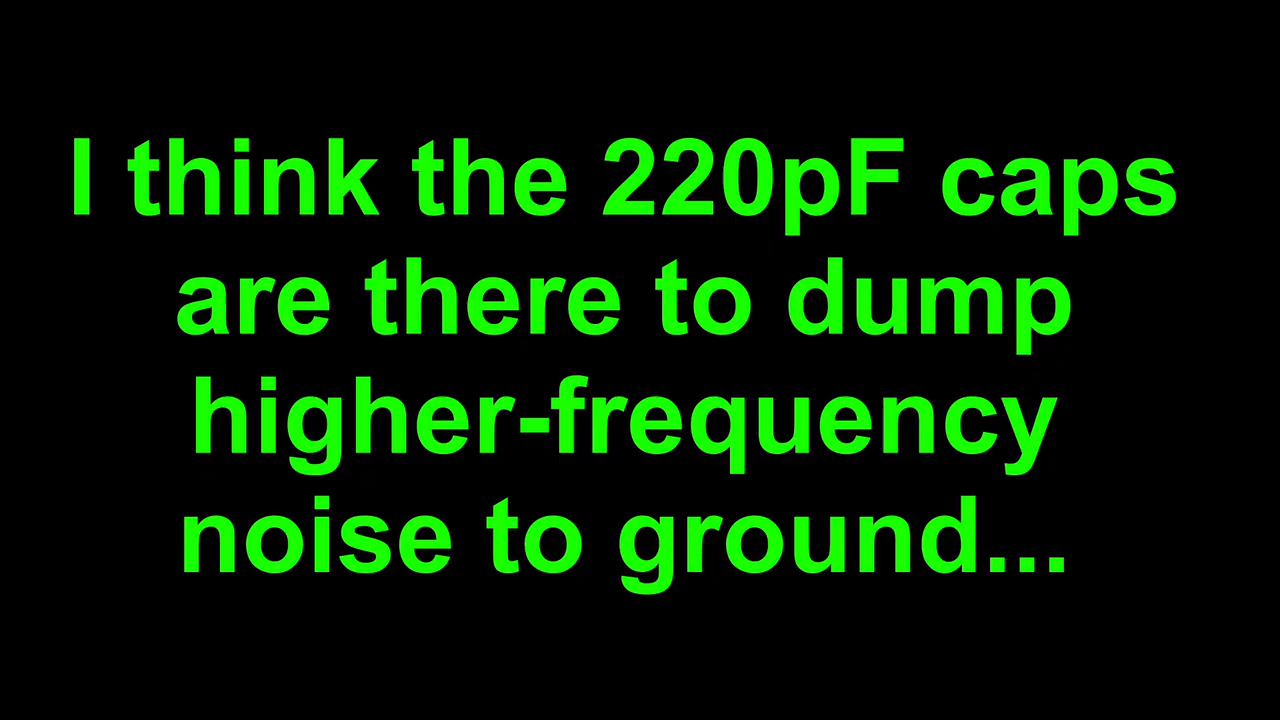 I think the 220pF caps
are there to dump
higher-frequency
noise to ground...